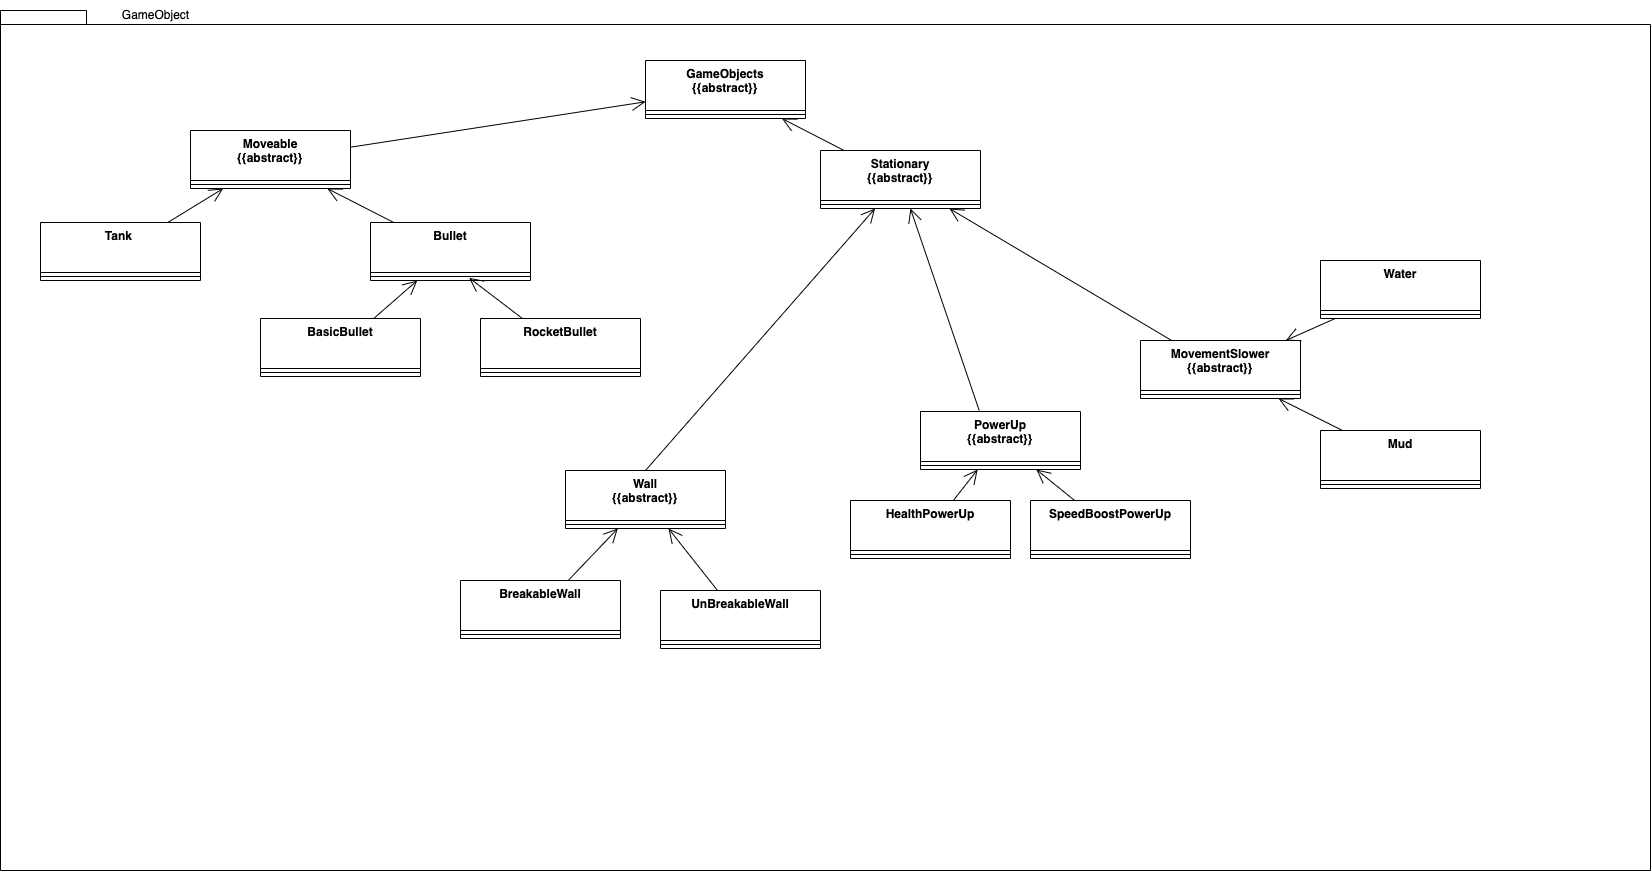 GameObject
GameObjects
{{abstract}}
Moveable
{{abstract}}
Stationary
{{abstract}}
Tank
Bullet
Water
BasicBullet
RocketBullet
MovementSlower
{{abstract}}
PowerUp
{{abstract}}
Mud
Wall
{{abstract}}
HealthPowerUp
SpeedBoostPowerUp
BreakableWall
UnBreakableWall